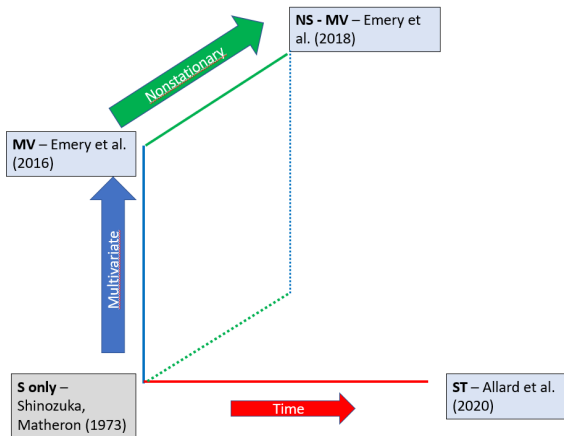 NS - MV – Emery et
al. (2018)
Nonstationary
MV – Emery et al.
(2016)
Multivariate
S only –
Shinozuka,
Matheron (1973)
Time
ST – Allard et al.
(2020)